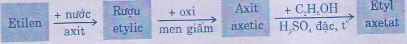 Etilen + nước axit Rượu etylic + oxi men giấm Axit axetic + C₂H₅OH H₂SO₄ đặc, t° Etyl axetat